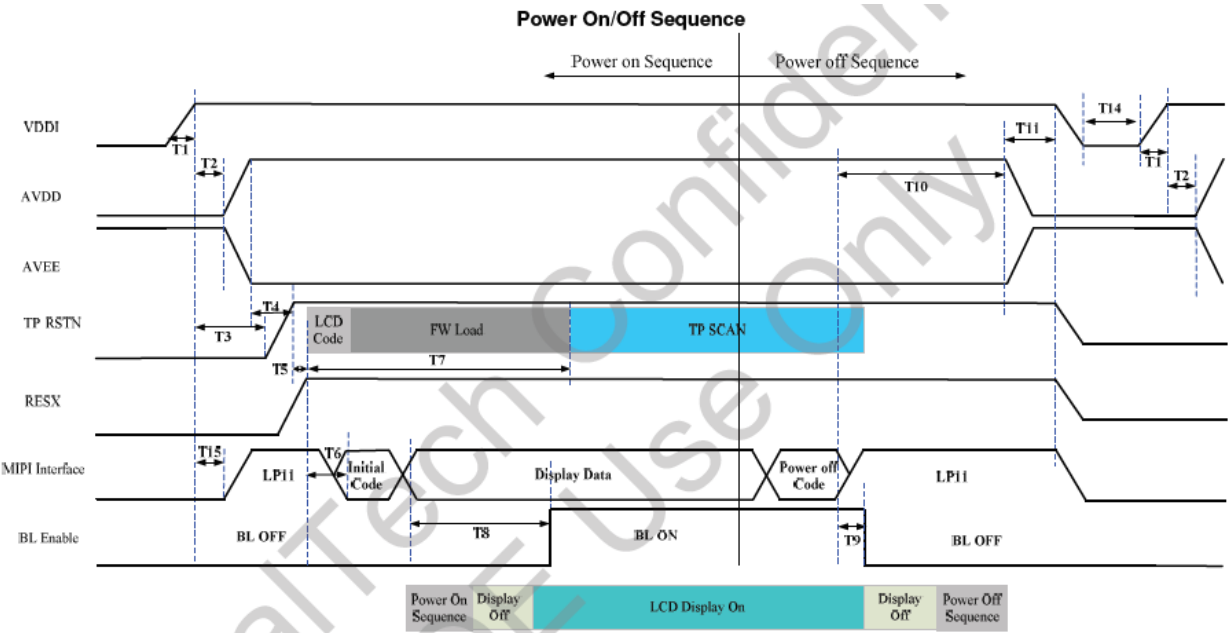 Power On/Off Sequence
Power on Sequence
Power off Sequence
VDDI
T1
T11
T14
T1
T2
T2
AVDD
T10
AVEE
TP RSTN
T4
T3
LCD
Code
FW Load
TP SCAN
T5
T7
RESX
MIPI Interface
T15
LP11
T6
Initial
Code
Display Data
Power off
Code
LP11
BL Enable
BL OFF
T8
BL ON
T9
BL OFF
Power On
Sequence
Display
Off
LCD Display On
Display
Off
Power Off
Sequence
Use Only